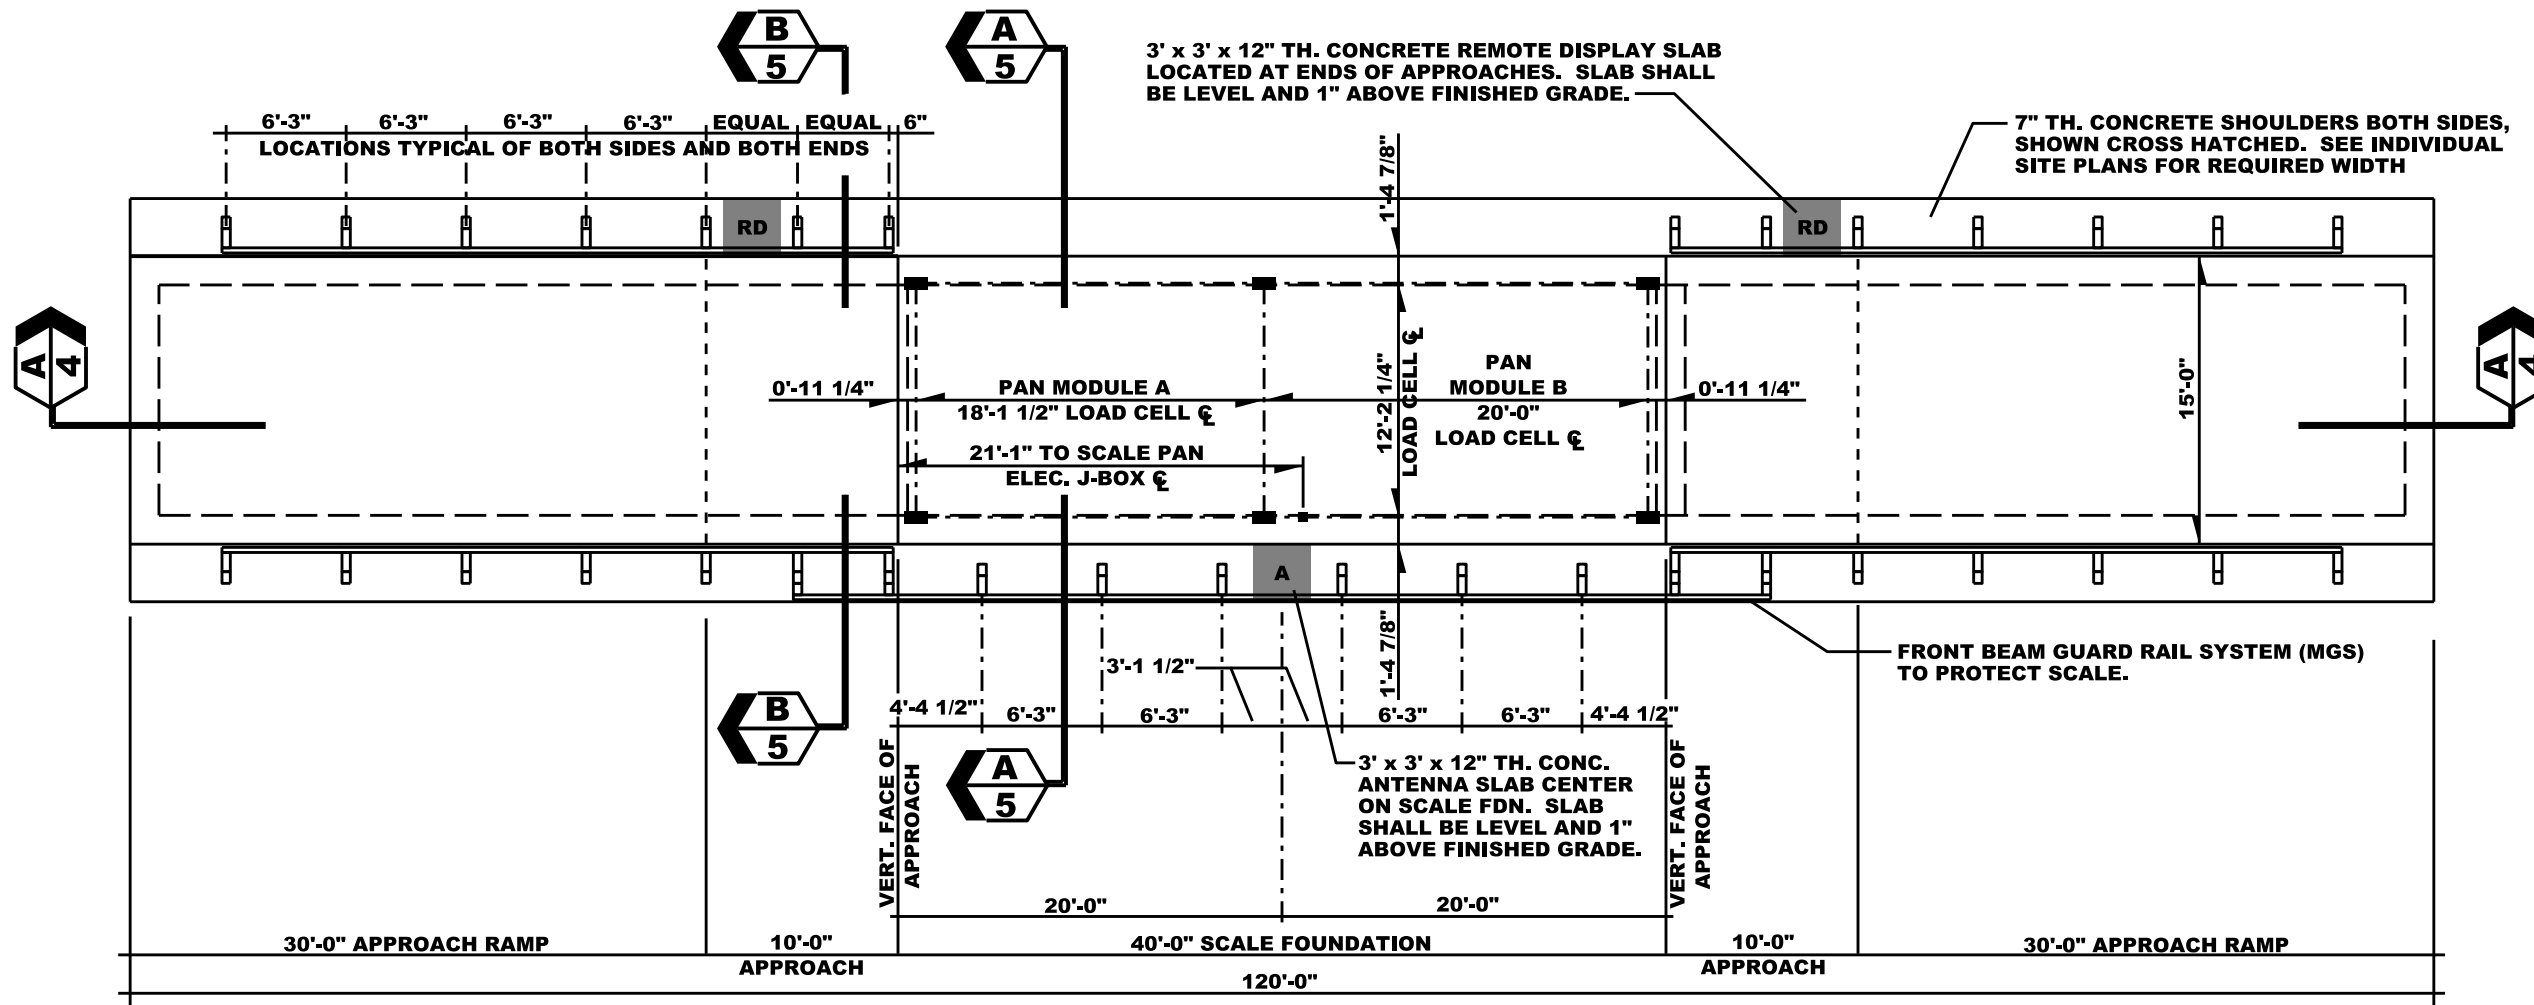 B
5
A
5
3' x 3' x 12" TH. CONCRETE REMOTE DISPLAY SLAB
LOCATED AT ENDS OF APPROACHES. SLAB SHALL
BE LEVEL AND 1" ABOVE FINISHED GRADE.
6'-3" 6'-3" 6'-3" 6'-3" EQUAL EQUAL 6"
LOCATIONS TYPICAL OF BOTH SIDES AND BOTH ENDS
7" TH. CONCRETE SHOULDERS BOTH SIDES,
SHOWN CROSS HATCHED. SEE INDIVIDUAL
SITE PLANS FOR REQUIRED WIDTH
1'-4 7/8"
RD
RD
A
4
A
4
0'-11 1/4"
PAN MODULE A
18'-1 1/2" LOAD CELL ℄
21'-1" TO SCALE PAN
ELEC. J-BOX ℄
12'-2 1/4"
LOAD CELL ℄
PAN
MODULE B
20'-0"
LOAD CELL ℄
0'-11 1/4"
15'-0"
A
1'-4 7/8"
FRONT BEAM GUARD RAIL SYSTEM (MGS)
TO PROTECT SCALE.
3'-1 1/2"
4'-4 1/2" 6'-3" 6'-3" 6'-3" 6'-3" 4'-4 1/2"
B
5
A
5
VERT. FACE OF
APPROACH
3' x 3' x 12" TH. CONC.
ANTENNA SLAB CENTER
ON SCALE FDN. SLAB
SHALL BE LEVEL AND 1"
ABOVE FINISHED GRADE.
VERT. FACE OF
APPROACH
20'-0" 20'-0"
30'-0" APPROACH RAMP
10'-0"
APPROACH
40'-0" SCALE FOUNDATION
10'-0"
APPROACH
30'-0" APPROACH RAMP
120'-0"